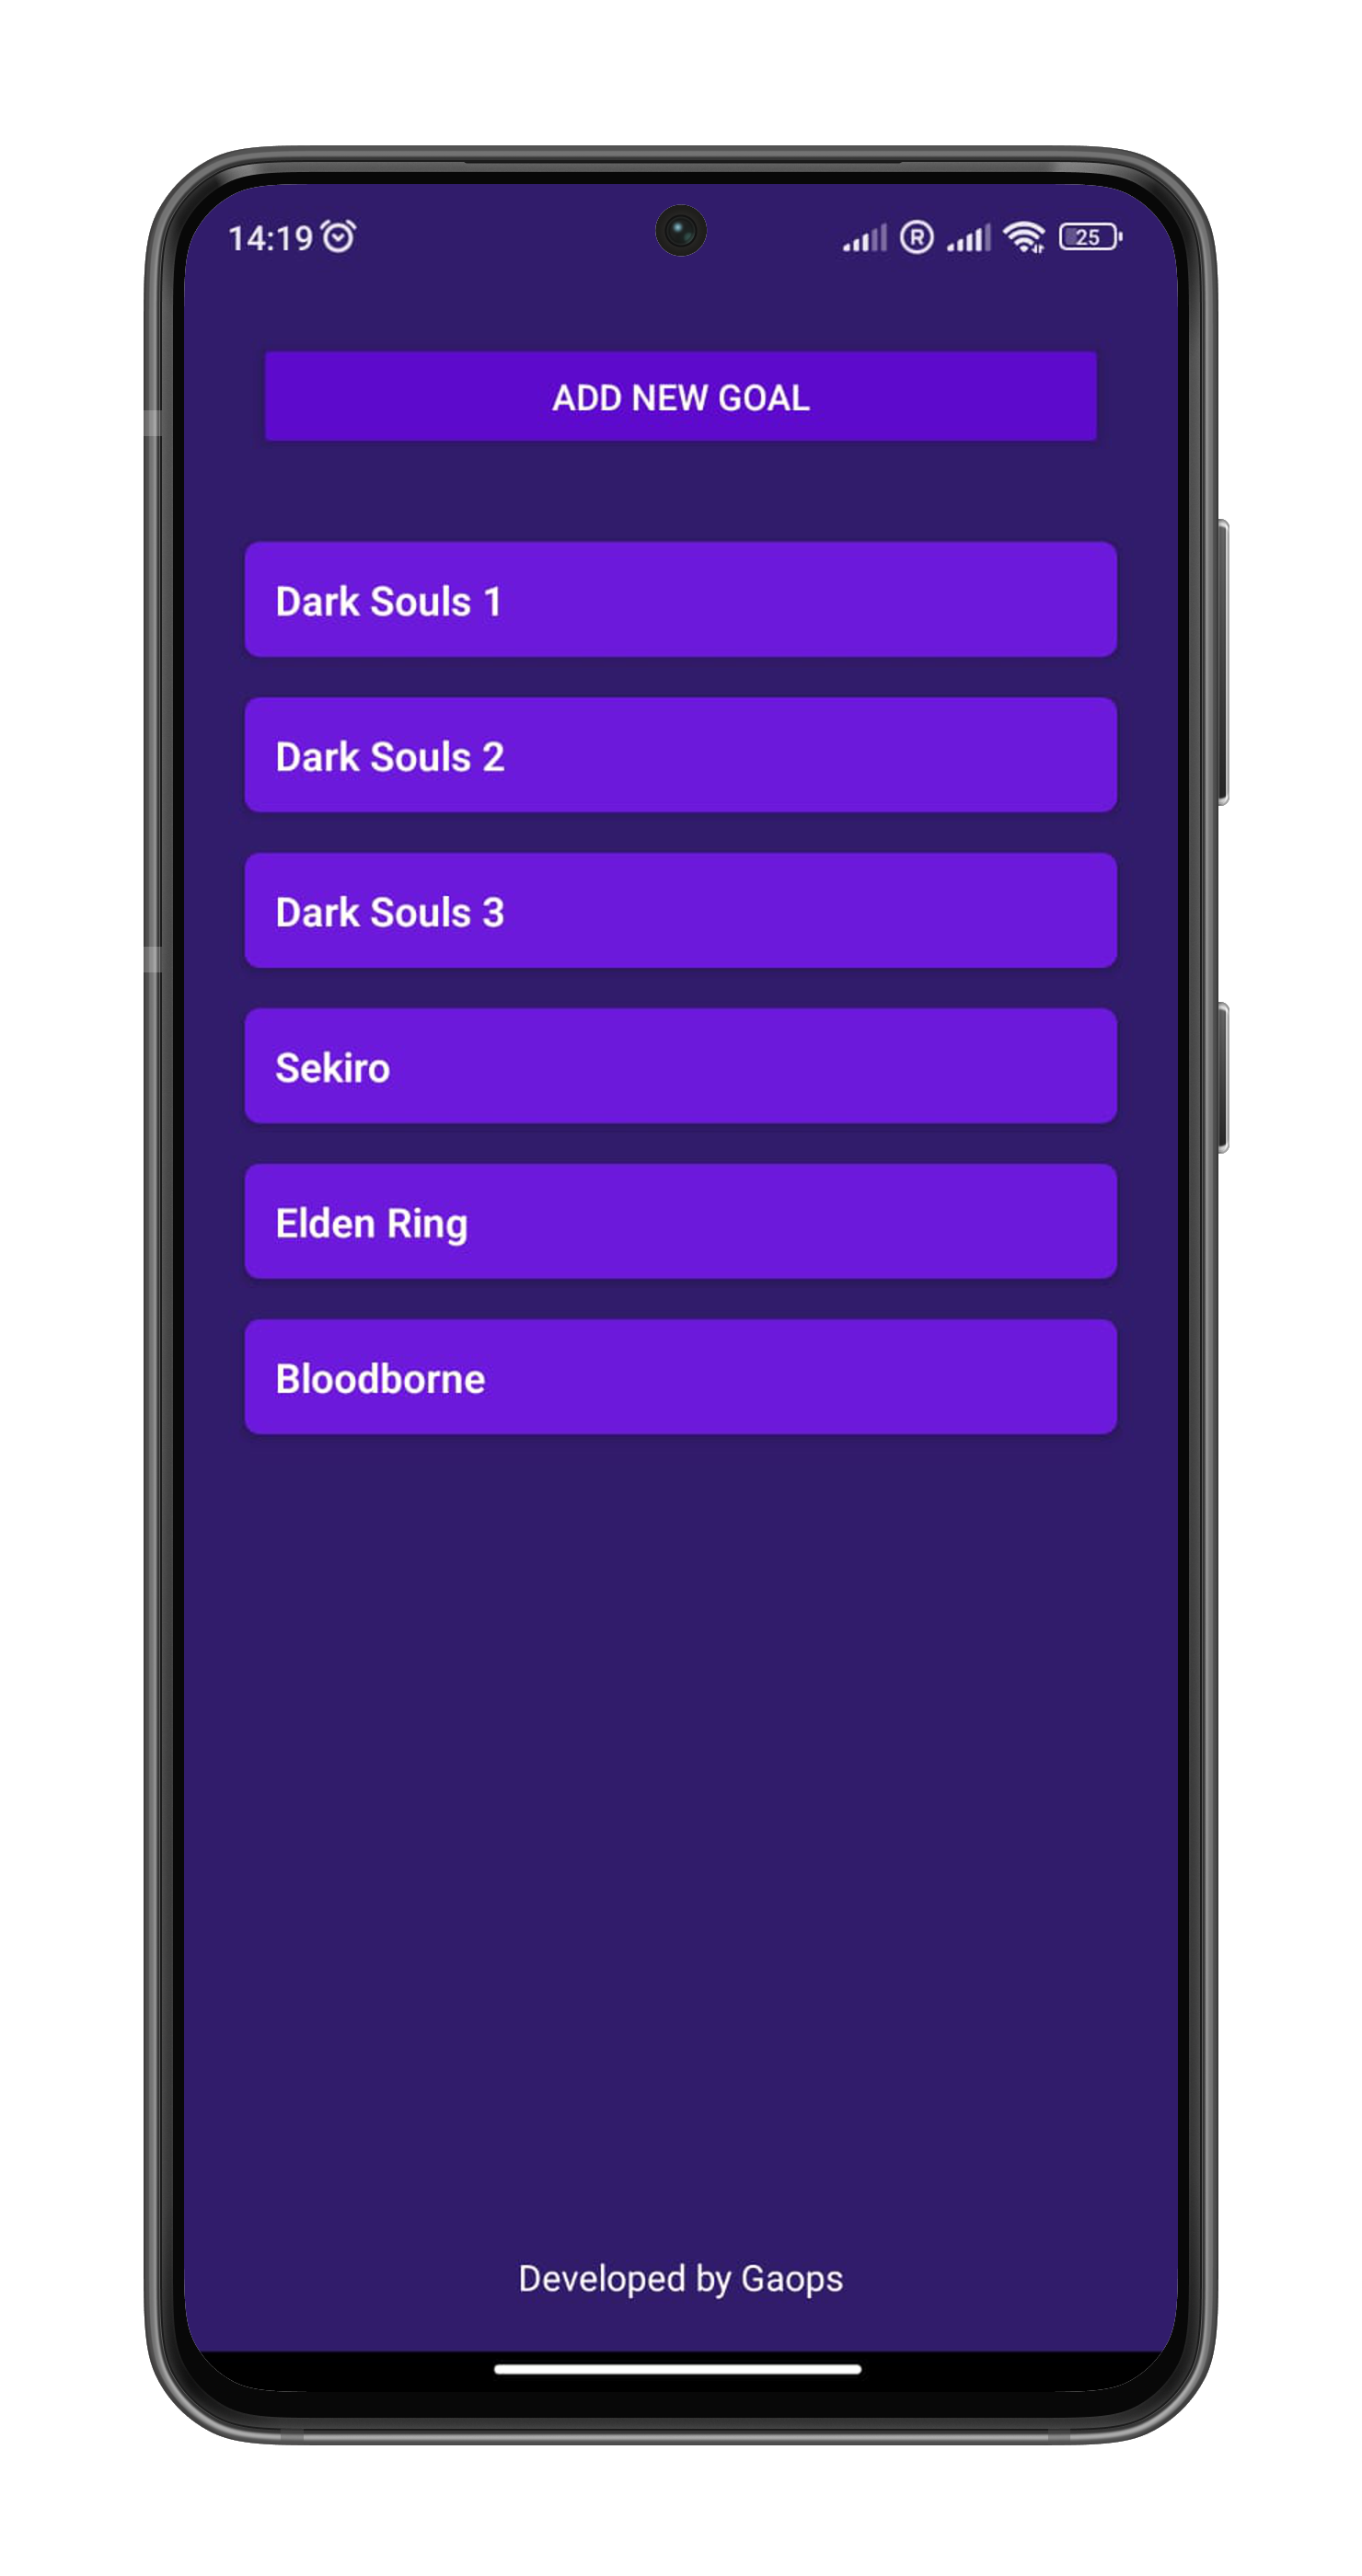 14:19
R
25
ADD NEW GOAL
Dark Souls 1
Dark Souls 2
Dark Souls 3
Sekiro
Elden Ring
Bloodborne
Developed by Gaops